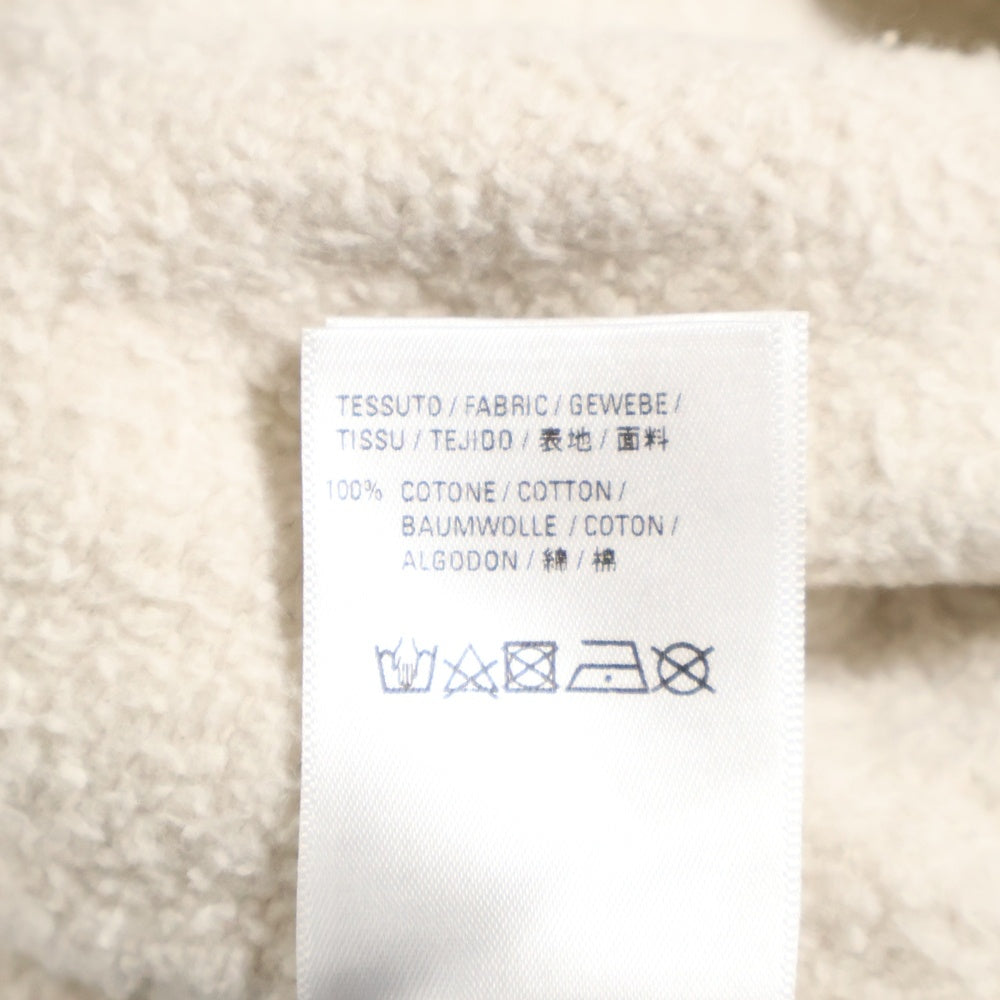 TESSUTO / FABRIC / GEWEBE /
TISSU / TEJIDO / 表地 / 面料
100% COTONE / COTTON /
BAUMWOLLE / COTON /
ALGODON / 綿 / 棉